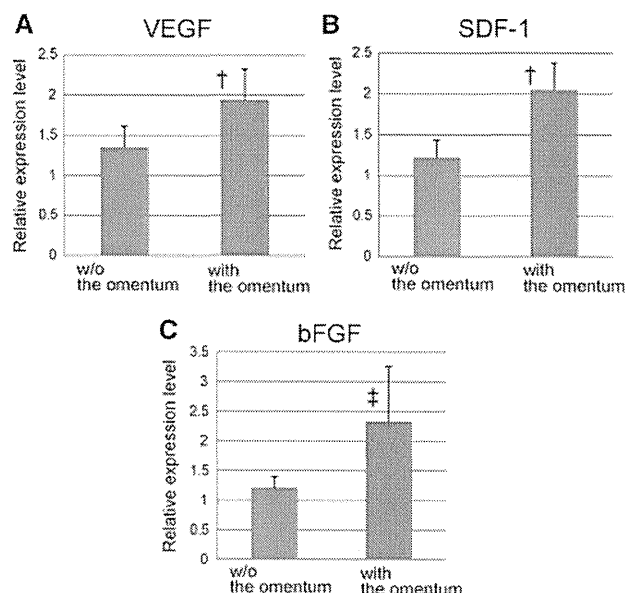 A
VEGF
Relative expression level
2.5
2
1.5
1
0.5
0
†
w/o
the omentum
with
the omentum
B
SDF-1
Relative expression level
2.5
2
1.5
1
0.5
0
†
w/o
the omentum
with
the omentum
C
bFGF
Relative expression level
3.5
3
2.5
2
1.5
1
0.5
0
‡
w/o
the omentum
with
the omentum